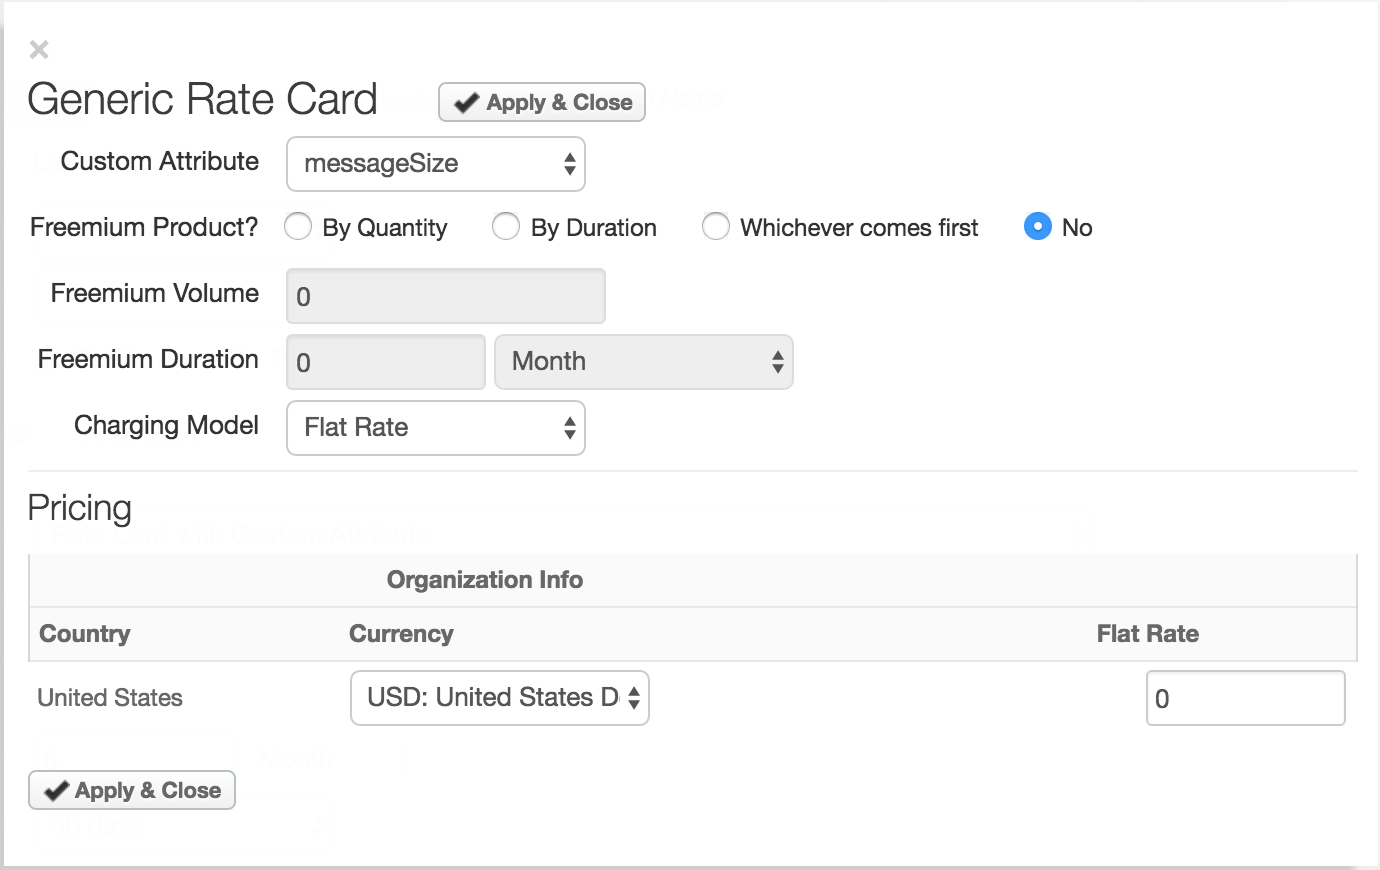 ×
Generic Rate Card Apply & Close
Custom Attribute messageSize
Freemium Product? By Quantity By Duration Whichever comes first No
Freemium Volume 0
Freemium Duration 0 Month
Charging Model Flat Rate
Pricing
Organization Info
Country Currency Flat Rate
United States USD: United States D 0
Apply & Close